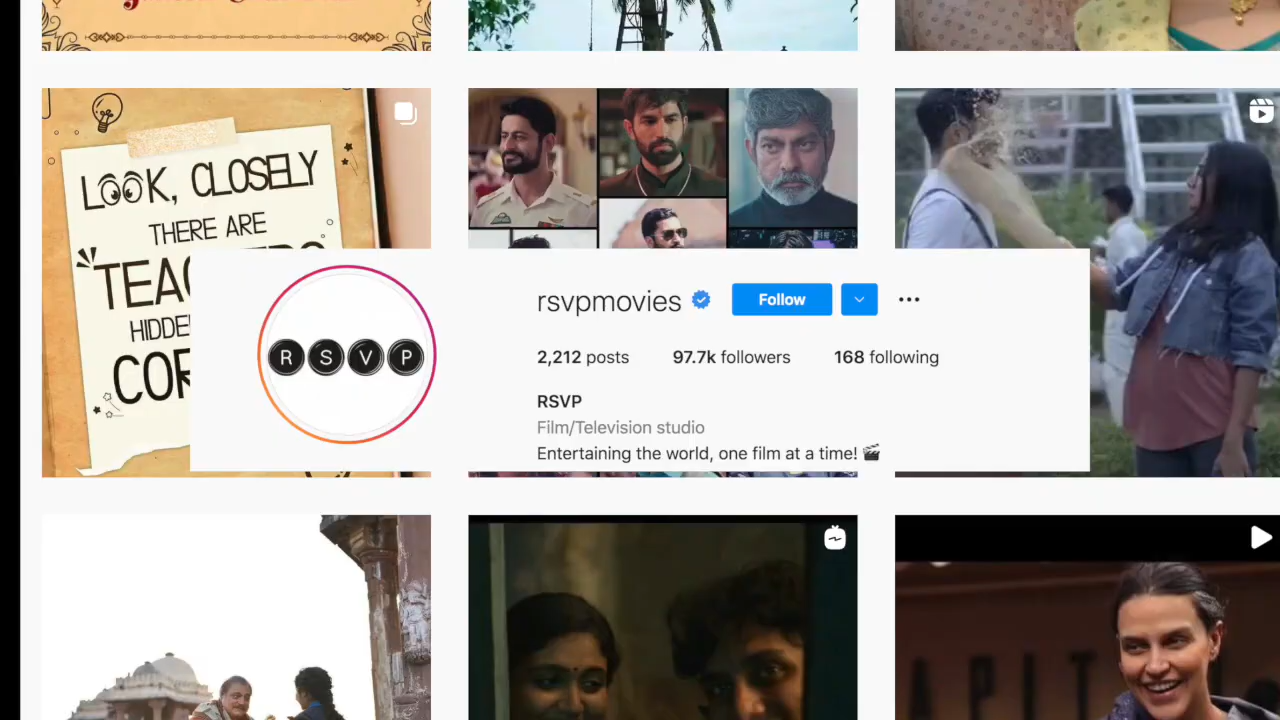 LOOK, CLOSELY
THERE ARE
HIDDE
COR
rsvpmovies
Follow
2,212 posts
97.7k followers
168 following
R S V P
RSVP
Film/Television studio
Entertaining the world, one film at a time!